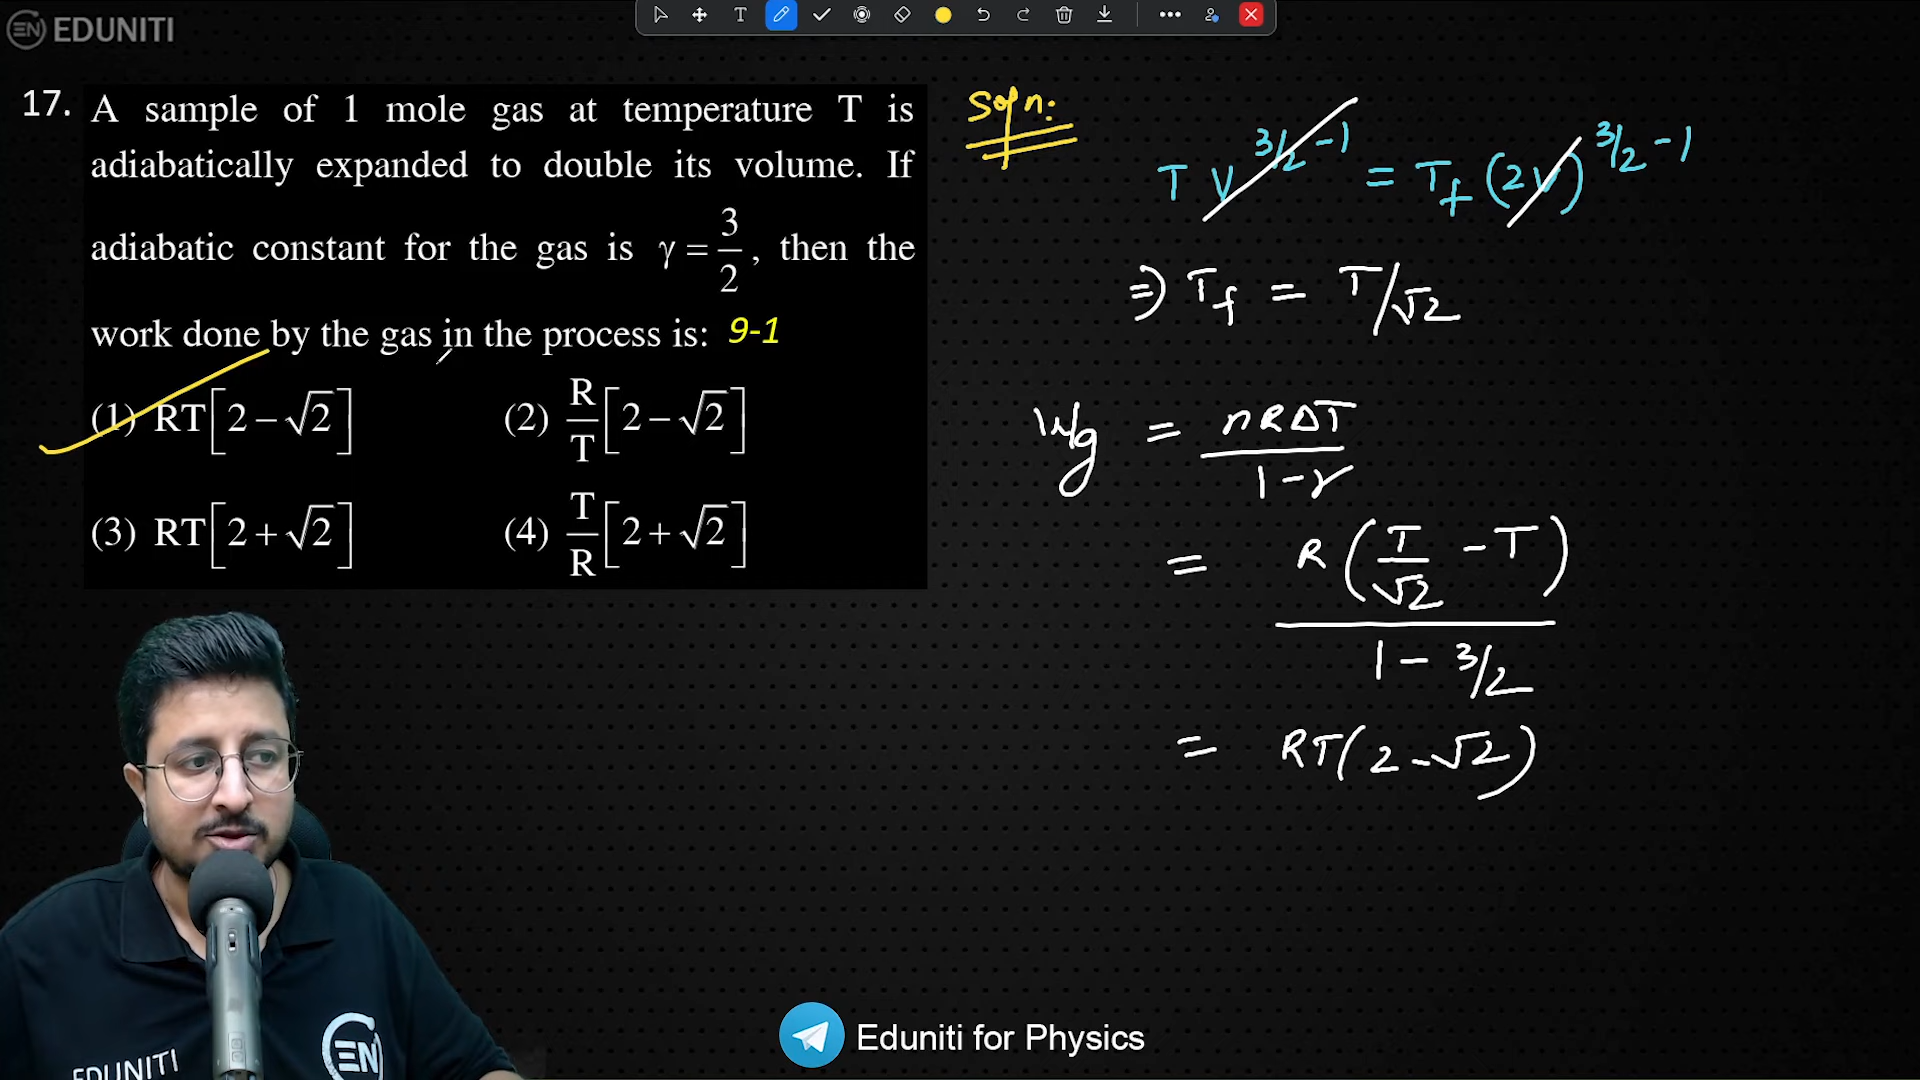 EDUNITI
17. A sample of 1 mole gas at temperature T is
adiabatically expanded to double its volume. If
adiabatic constant for the gas is γ = 3/2, then the
work done by the gas in the process is: 9-1
(1) RT[2 − √2]
(2) R/T [2 − √2]
(3) RT[2 + √2]
(4) T/R [2 + √2]
Sol n:
T V^(3/2 − 1) = T_f (2V)^(3/2 − 1)
⇒ T_f = T/√2
Wg = nRΔT / 1 − γ
= R(T/√2 − T) / 1 − 3/2
= RT(2 − √2)
EDUNITI
EN
Eduniti for Physics